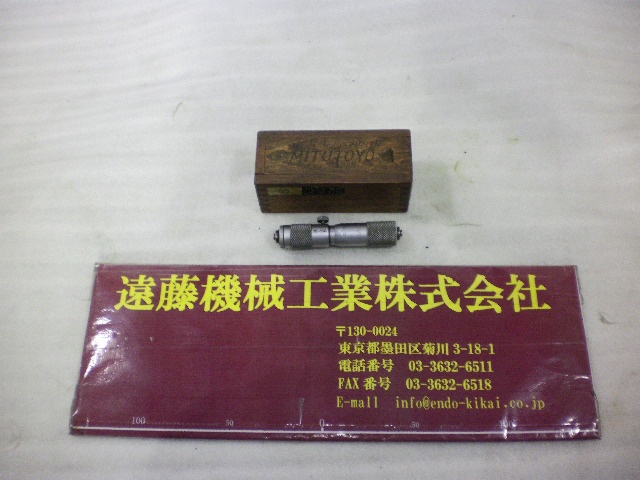 MITUTOYO
遠藤機械工業株式会社
〒130-0024
東京都墨田区菊川 3-18-1
電話番号 03-3632-6511
FAX 番号 03-3632-6518
E-mail info@endo-kikai.co.jp
100 50 0 50